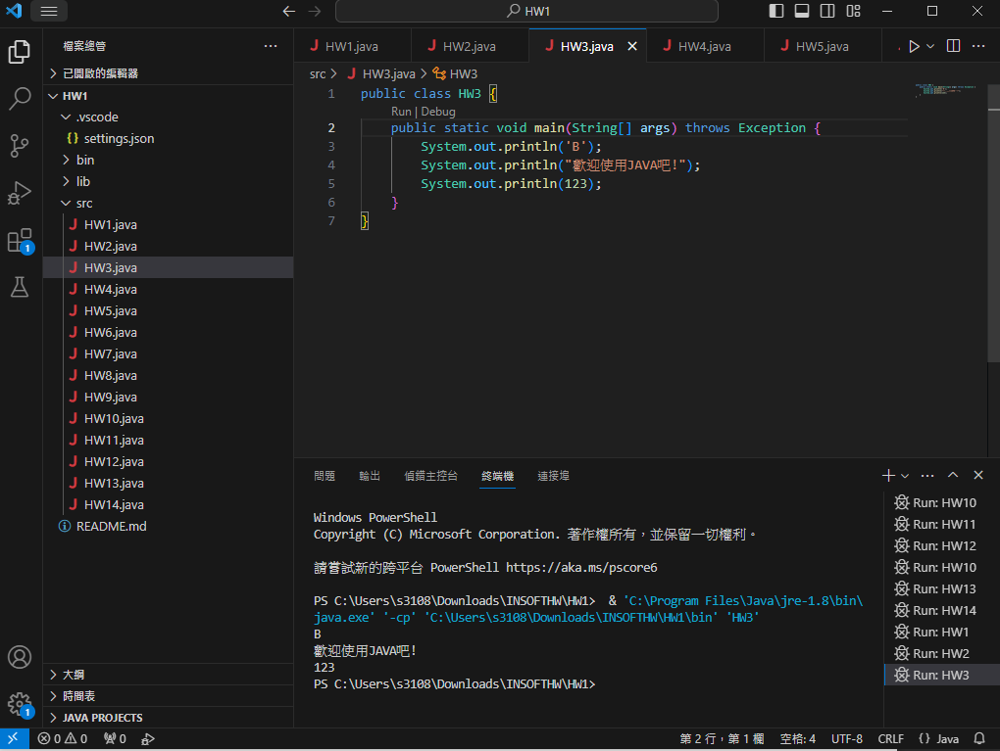 HW1
檔案總管
已開啟的編輯器
HW1
.vscode
{} settings.json
bin
lib
src
J HW1.java
J HW2.java
J HW3.java
J HW4.java
J HW5.java
J HW6.java
J HW7.java
J HW8.java
J HW9.java
J HW10.java
J HW11.java
J HW12.java
J HW13.java
J HW14.java
README.md
大綱
時間表
JAVA PROJECTS
J HW1.java J HW2.java J HW3.java J HW4.java J HW5.java
src > J HW3.java > HW3
1 public class HW3 {
Run | Debug
2 public static void main(String[] args) throws Exception {
3 System.out.println('B');
4 System.out.println("歡迎使用JAVA吧!");
5 System.out.println(123);
6 }
7 }
問題 輸出 偵錯主控台 終端機 連接埠
Windows PowerShell
Copyright (C) Microsoft Corporation. 著作權所有，並保留一切權利。
請嘗試新的跨平台 PowerShell https://aka.ms/pscore6
PS C:\Users\s3108\Downloads\INSOFTHW\HW1> & 'C:\Program Files\Java\jre-1.8\bin\
java.exe' '-cp' 'C:\Users\s3108\Downloads\INSOFTHW\HW1\bin' 'HW3'
B
歡迎使用JAVA吧!
123
PS C:\Users\s3108\Downloads\INSOFTHW\HW1>
Run: HW10
Run: HW11
Run: HW12
Run: HW10
Run: HW13
Run: HW14
Run: HW1
Run: HW2
Run: HW3
1
1
0 0 0 第 2 行，第 1 欄 空格: 4 UTF-8 CRLF {} Java